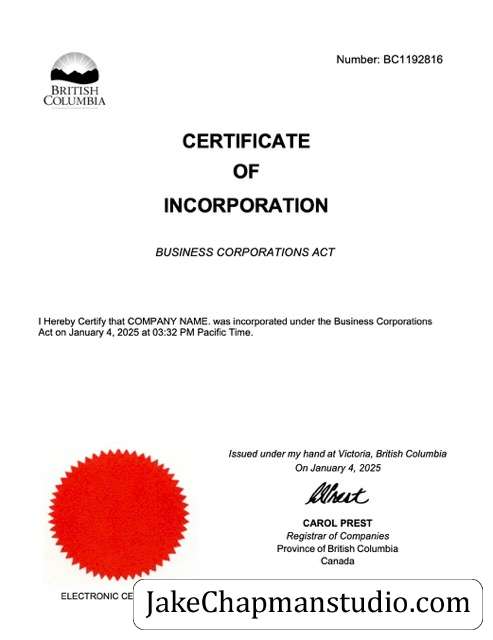 Number: BC1192816
BRITISH
COLUMBIA
CERTIFICATE
OF
INCORPORATION
BUSINESS CORPORATIONS ACT
I Hereby Certify that COMPANY NAME. was incorporated under the Business Corporations
Act on January 4, 2025 at 03:32 PM Pacific Time.
Issued under my hand at Victoria, British Columbia
On January 4, 2025
CPrest
CAROL PREST
Registrar of Companies
Province of British Columbia
Canada
ELECTRONIC CE
JakeChapmanstudio.com